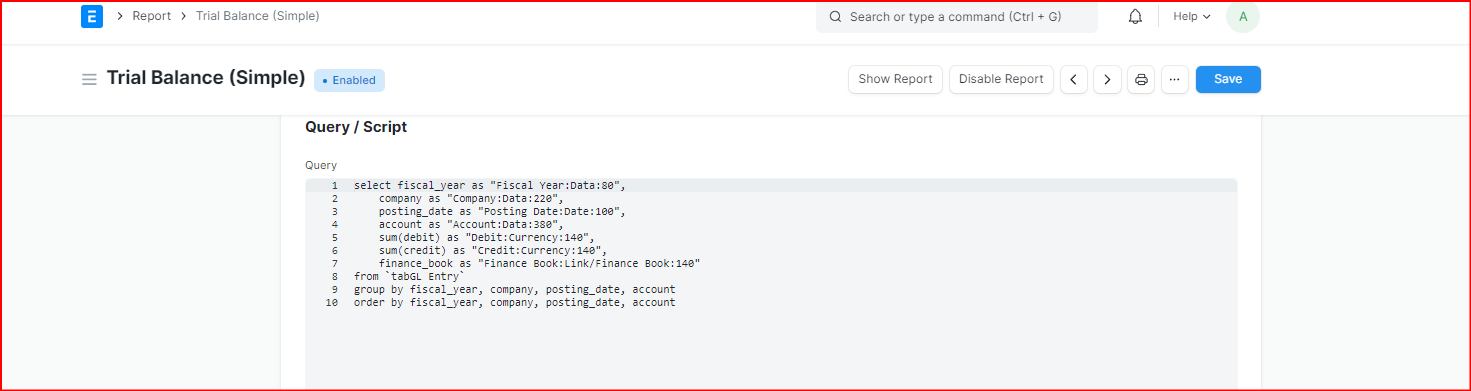 E > Report > Trial Balance (Simple) Search or type a command (Ctrl + G) Help A
Trial Balance (Simple) • Enabled Show Report Disable Report < > ... Save
Query / Script
Query
1 select fiscal_year as "Fiscal Year:Data:80",
2 company as "Company:Data:220",
3 posting_date as "Posting Date:Date:100",
4 account as "Account:Data:380",
5 sum(debit) as "Debit:Currency:140",
6 sum(credit) as "Credit:Currency:140",
7 finance_book as "Finance Book:Link/Finance Book:140"
8 from `tabGL Entry`
9 group by fiscal_year, company, posting_date, account
10 order by fiscal_year, company, posting_date, account